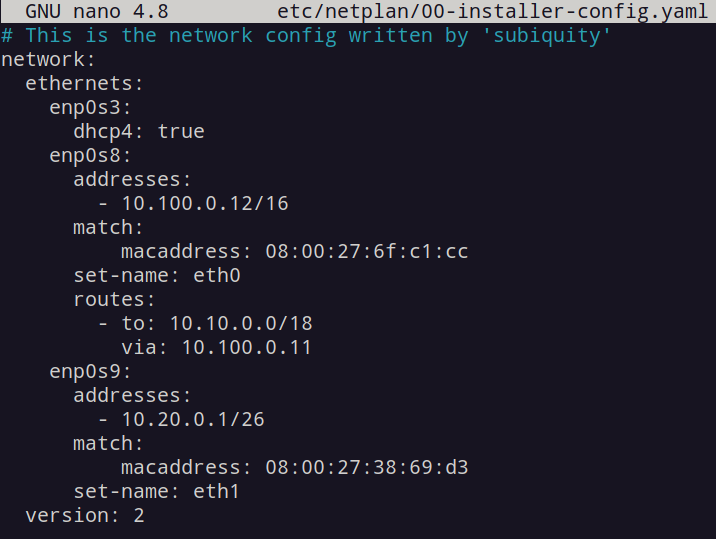 GNU nano 4.8 etc/netplan/00-installer-config.yaml
# This is the network config written by 'subiquity'
network:
  ethernets:
    enp0s3:
      dhcp4: true
    enp0s8:
      addresses:
        - 10.100.0.12/16
      match:
          macaddress: 08:00:27:6f:c1:cc
      set-name: eth0
      routes:
        - to: 10.10.0.0/18
          via: 10.100.0.11
    enp0s9:
      addresses:
        - 10.20.0.1/26
      match:
          macaddress: 08:00:27:38:69:d3
      set-name: eth1
  version: 2